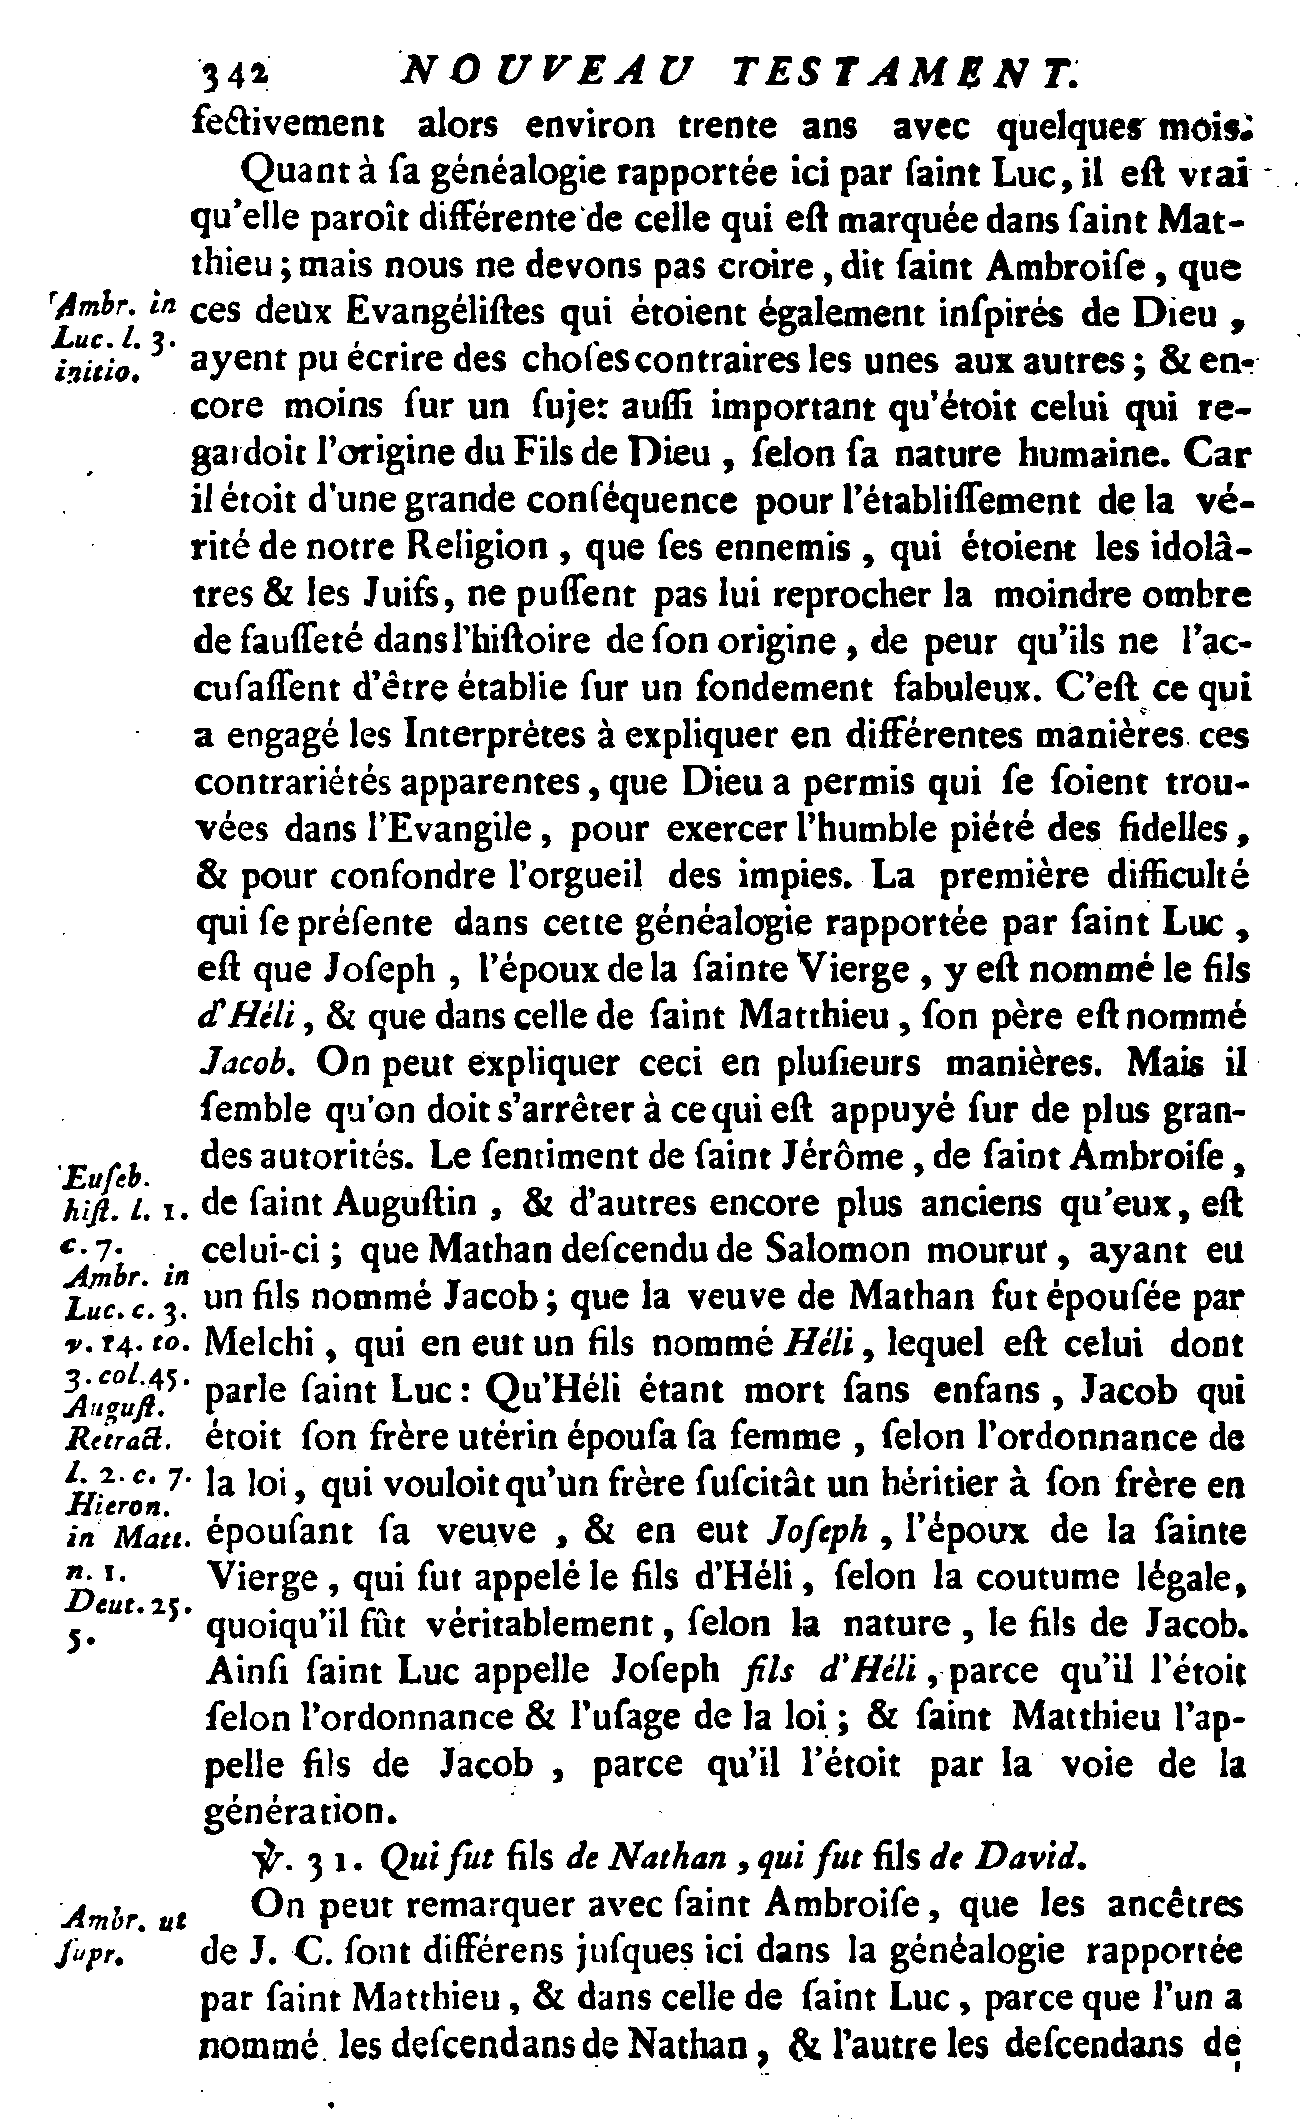 342 NOUVEAU TESTAMENT.
fectivement alors environ trente ans avec quelques mois.
Quant à ſa généalogie rapportée ici par ſaint Luc, il eſt vrai
qu'elle paroît différente de celle qui eſt marquée dans ſaint Mat-
thieu ; mais nous ne devons pas croire , dit ſaint Ambroiſe , que
ces deux Evangéliſtes qui étoient également inſpirés de Dieu ,
ayent pu écrire des choſes contraires les unes aux autres ; & en-
core moins ſur un ſujet auſſi important qu'étoit celui qui re-
gardoit l'origine du Fils de Dieu , ſelon ſa nature humaine. Car
il étoit d'une grande conſéquence pour l'établiſſement de la vé-
rité de notre Religion , que ſes ennemis , qui étoient les idolâ-
tres & les Juifs, ne puſſent pas lui reprocher la moindre ombre
de fauſſeté dans l'hiſtoire de ſon origine , de peur qu'ils ne l'ac-
cuſaſſent d'être établie ſur un fondement fabuleux. C'eſt ce qui
a engagé les Interprètes à expliquer en différentes manières ces
contrariétés apparentes , que Dieu a permis qui ſe ſoient trou-
vées dans l'Evangile , pour exercer l'humble piété des fidelles ,
& pour confondre l'orgueil des impies. La première difficulté
qui ſe préſente dans cette généalogie rapportée par ſaint Luc ,
eſt que Joſeph , l'époux de la ſainte Vierge , y eſt nommé le fils
d'Héli , & que dans celle de ſaint Matthieu , ſon père eſt nommé
Jacob. On peut expliquer ceci en pluſieurs manières. Mais il
ſemble qu'on doit s'arrêter à ce qui eſt appuyé ſur de plus gran-
des autorités. Le ſentiment de ſaint Jérôme , de ſaint Ambroiſe ,
de ſaint Auguſtin , & d'autres encore plus anciens qu'eux , eſt
celui-ci ; que Mathan deſcendu de Salomon mourut , ayant eu
un fils nommé Jacob ; que la veuve de Mathan fut épouſée par
Melchi , qui en eut un fils nommé Héli , lequel eſt celui dont
parle ſaint Luc : Qu'Héli étant mort ſans enfans , Jacob qui
étoit ſon frère utérin épouſa ſa femme , ſelon l'ordonnance de
la loi , qui vouloit qu'un frère ſuſcitât un héritier à ſon frère en
épouſant ſa veuve , & en eut Joſeph , l'époux de la ſainte
Vierge , qui fut appelé le fils d'Héli , ſelon la coutume légale ,
quoiqu'il fût véritablement , ſelon la nature , le fils de Jacob.
Ainſi ſaint Luc appelle Joſeph fils d'Héli , parce qu'il l'étoit
ſelon l'ordonnance & l'uſage de la loi ; & ſaint Matthieu l'ap-
pelle fils de Jacob , parce qu'il l'étoit par la voie de la
génération.
℣. 31. Qui fut fils de Nathan , qui fut fils de David.
On peut remarquer avec ſaint Ambroiſe , que les ancêtres
de J. C. ſont différens juſques ici dans la généalogie rapportée
par ſaint Matthieu , & dans celle de ſaint Luc , parce que l'un a
nommé les deſcendans de Nathan , & l'autre les deſcendans de
Ambr. in
Luc. l. 3.
initio.
Euſeb.
hiſt. l. 1.
c. 7.
Ambr. in
Luc. c. 3.
v. 14. to.
3. col. 45.
Auguſt.
Retract.
l. 2. c. 7.
Hieron.
in Matt.
n. 1.
Deut. 25.
5.
Ambr. ut
ſupr.